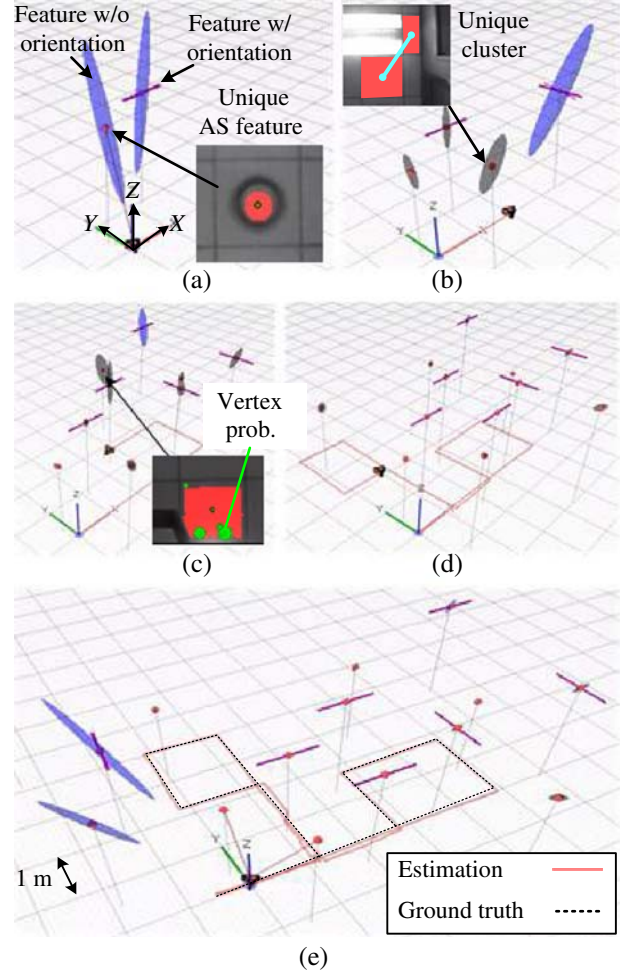 Feature w/o
orientation
Feature w/
orientation
Unique
AS feature
Z
Y
X
(a)
Unique
cluster
Z
Y
X
(b)
Vertex
prob.
Z
Y
X
(c)
Z
Y
X
(d)
1 m
Y
Z
Estimation
Ground truth
(e)